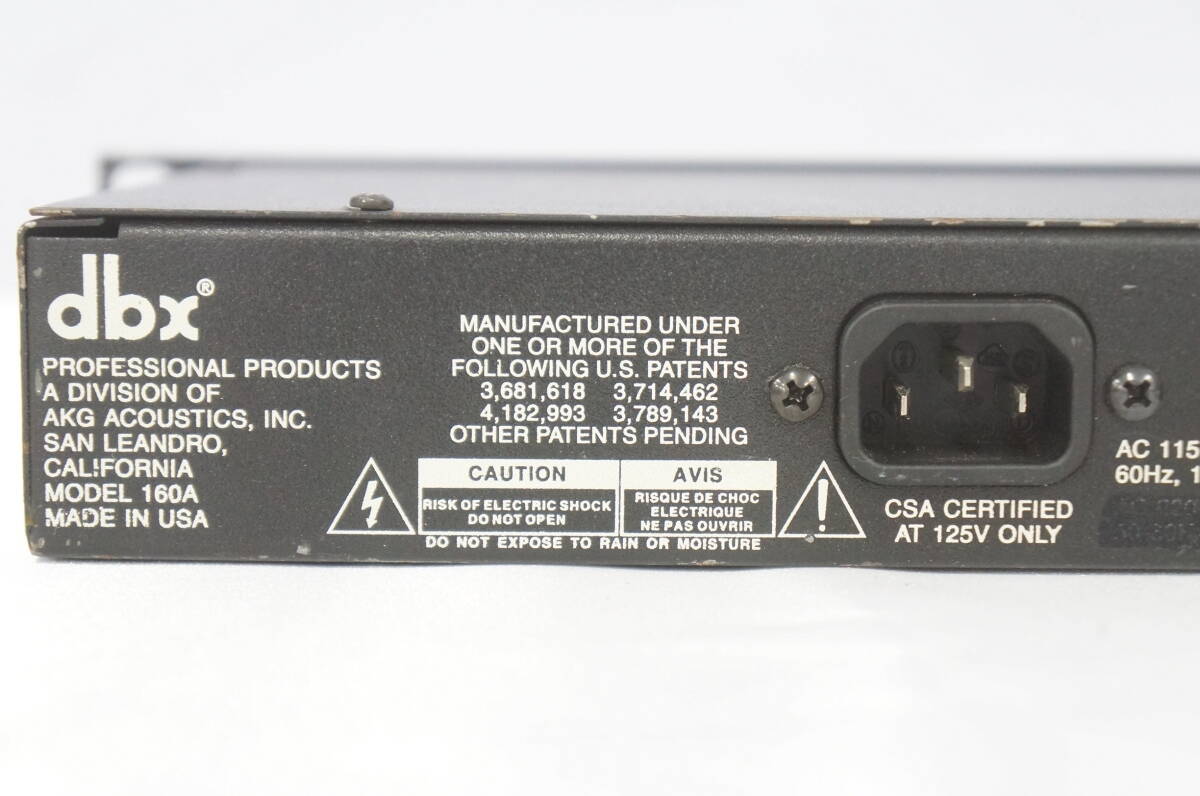 dbx®
PROFESSIONAL PRODUCTS
A DIVISION OF
AKG ACOUSTICS, INC.
SAN LEANDRO,
CALIFORNIA
MODEL 160A
MADE IN USA
MANUFACTURED UNDER
ONE OR MORE OF THE
FOLLOWING U.S. PATENTS
3,681,618 3,714,462
4,182,993 3,789,143
OTHER PATENTS PENDING
CAUTION
RISK OF ELECTRIC SHOCK
DO NOT OPEN
AVIS
RISQUE DE CHOC
ELECTRIQUE
NE PAS OUVRIR
!
DO NOT EXPOSE TO RAIN OR MOISTURE
CSA CERTIFIED
AT 125V ONLY
AC 115
60Hz, 1